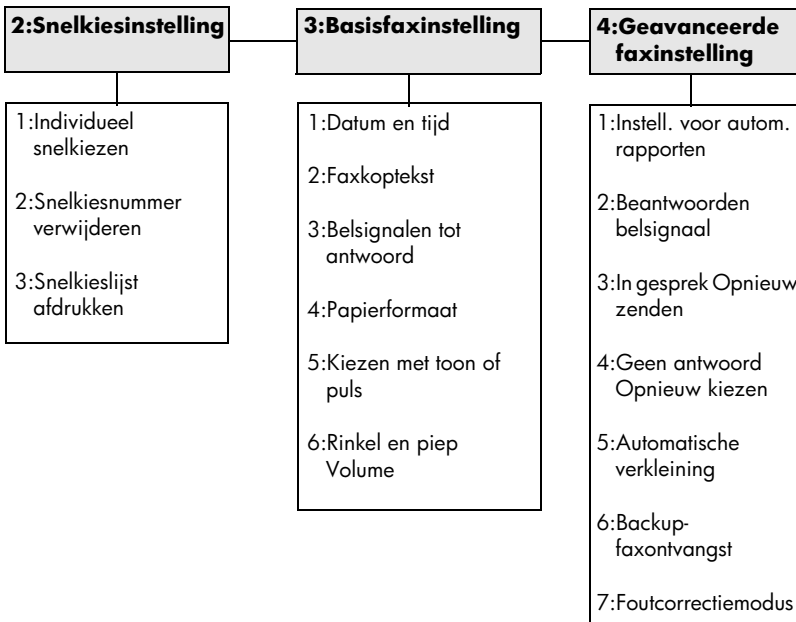 2:Snelkiesinstelling
1:Individueel
snelkiezen
2:Snelkiesnummer
verwijderen
3:Snelkieslijst
afdrukken
3:Basisfaxinstelling
1:Datum en tijd
2:Faxkoptekst
3:Belsignalen tot
antwoord
4:Papierformaat
5:Kiezen met toon of
puls
6:Rinkel en piep
Volume
4:Geavanceerde
faxinstelling
1:Instell. voor autom.
rapporten
2:Beantwoorden
belsignaal
3:In gesprek Opnieuw
zenden
4:Geen antwoord
Opnieuw kiezen
5:Automatische
verkleining
6:Backup-
faxontvangst
7:Foutcorrectiemodus